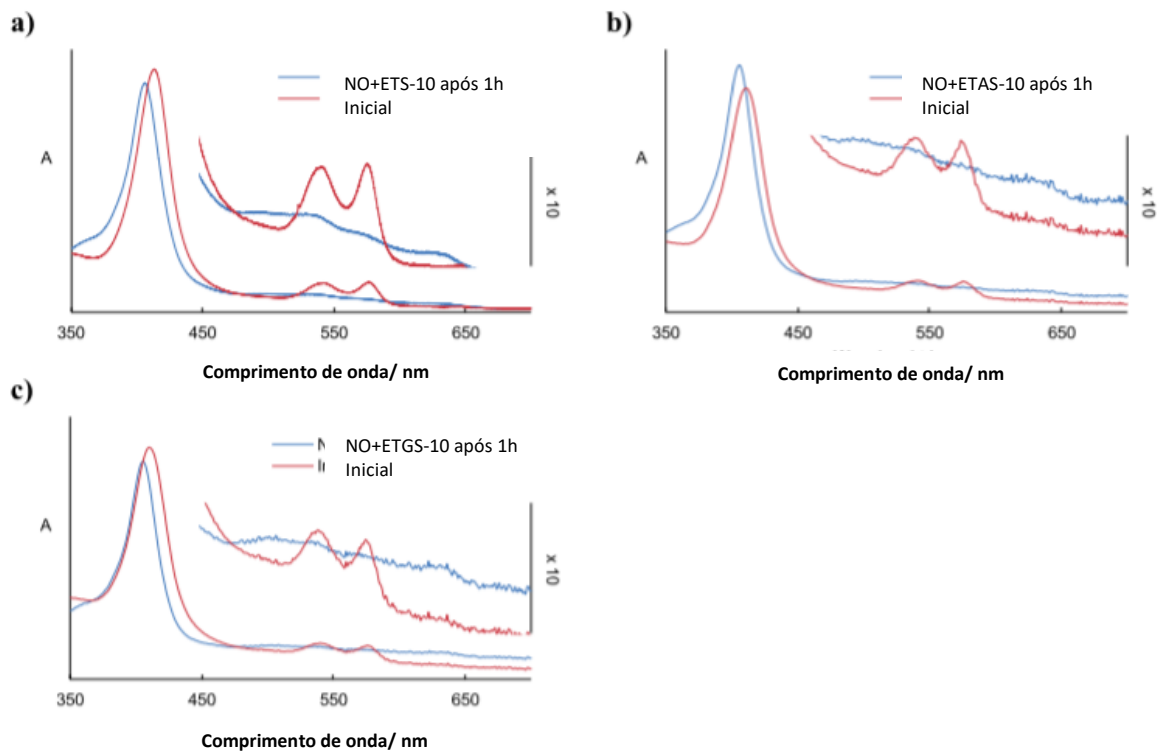 a)
NO+ETS-10 após 1h
Inicial
A
x 10
350 450 550 650
Comprimento de onda/ nm
b)
NO+ETAS-10 após 1h
Inicial
A
x 10
350 450 550 650
Comprimento de onda/ nm
c)
NO+ETGS-10 após 1h
Inicial
A
x 10
350 450 550 650
Comprimento de onda/ nm